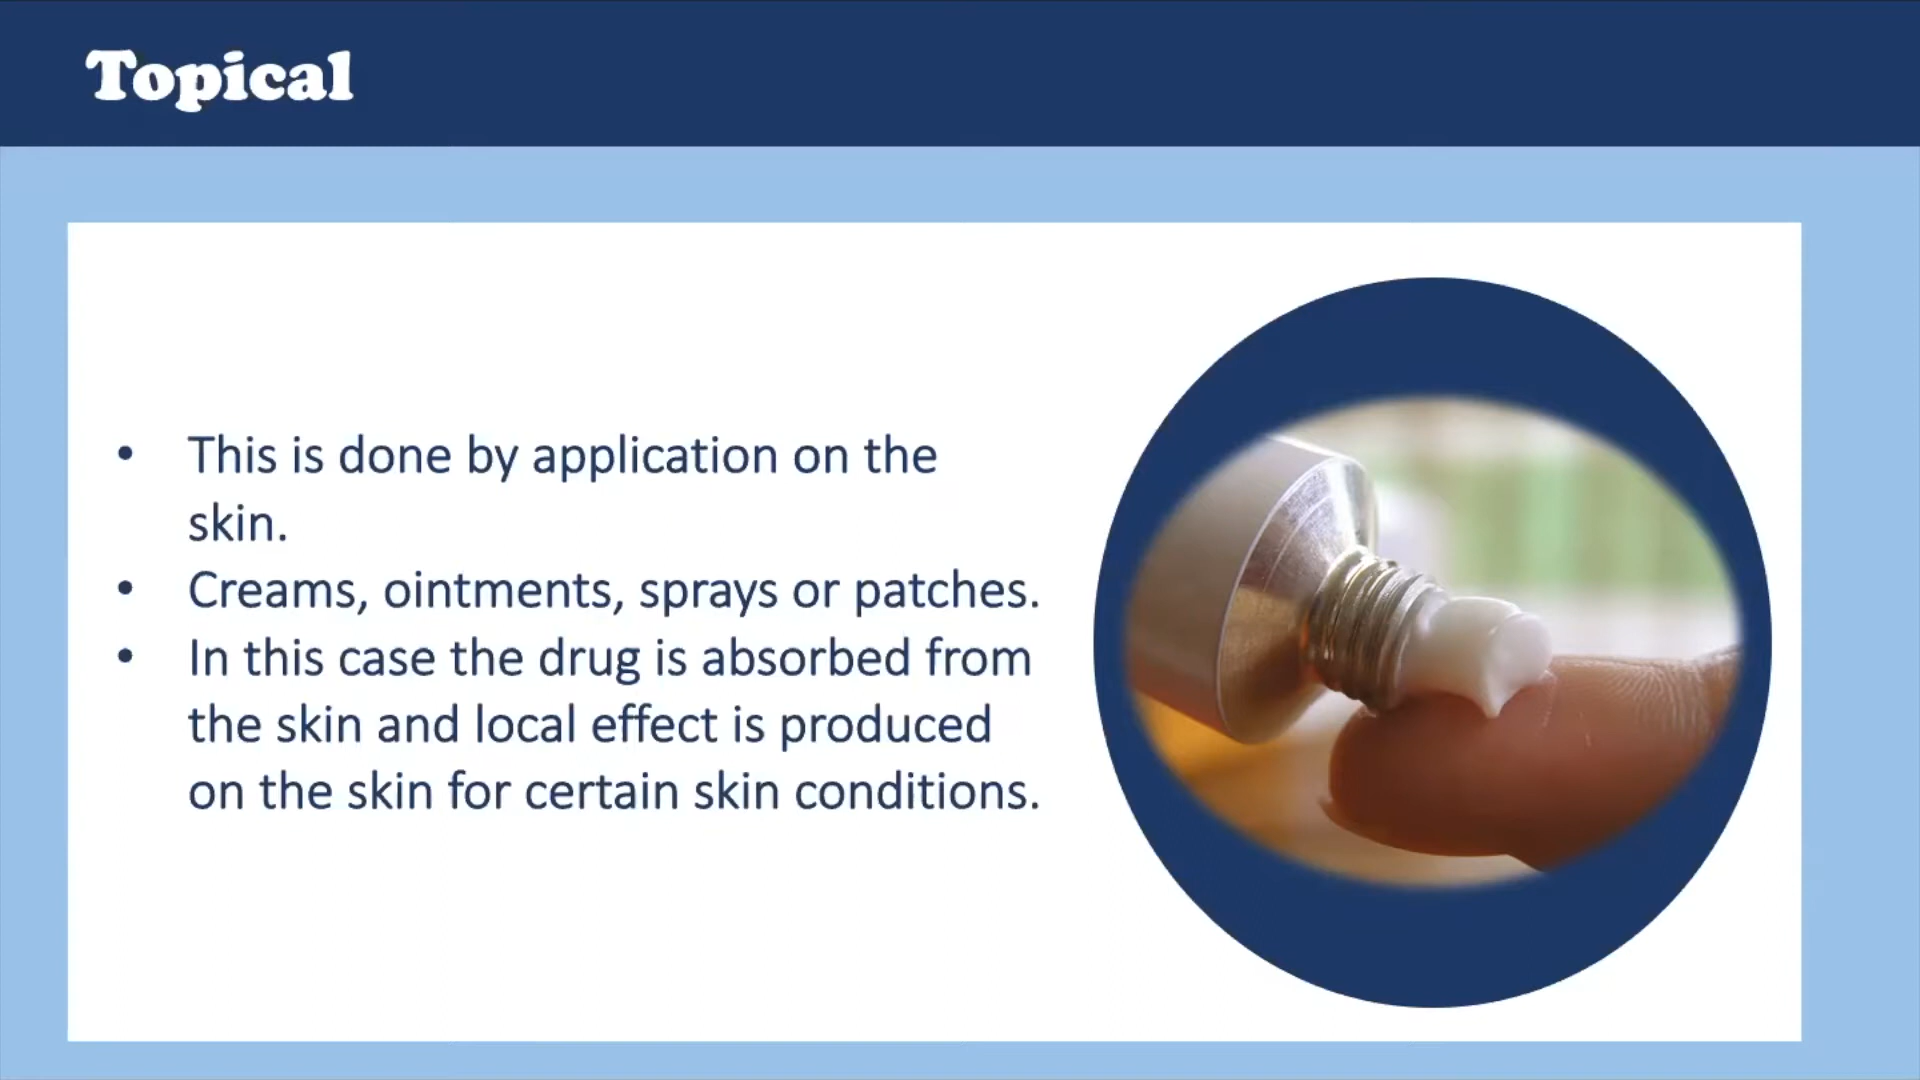 Topical
• This is done by application on the
skin.
• Creams, ointments, sprays or patches.
• In this case the drug is absorbed from
the skin and local effect is produced
on the skin for certain skin conditions.